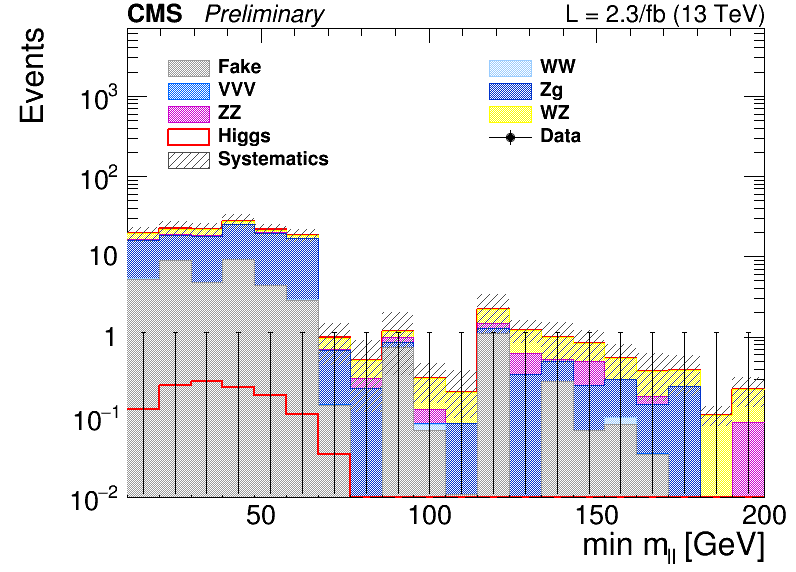 CMS Preliminary L = 2.3/fb (13 TeV)
Events
10³
10²
10
1
10⁻¹
10⁻²
Fake
VVV
ZZ
Higgs
Systematics
WW
Zg
WZ
Data
50 100 150 200
min m_ll [GeV]